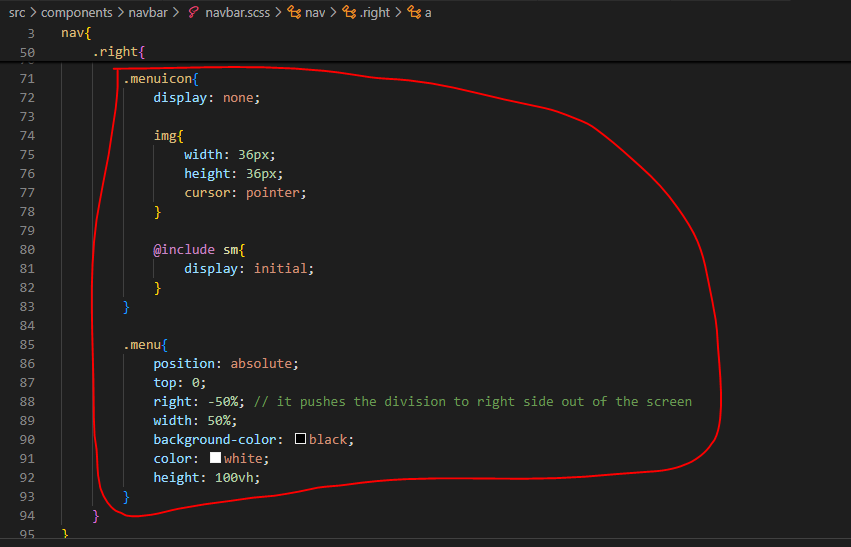 src > components > navbar > navbar.scss > nav > .right > a
3 nav{
50 .right{
71 .menuicon{
72 display: none;
73
74 img{
75 width: 36px;
76 height: 36px;
77 cursor: pointer;
78 }
79
80 @include sm{
81 display: initial;
82 }
83 }
84
85 .menu{
86 position: absolute;
87 top: 0;
88 right: -50%; // it pushes the division to right side out of the screen
89 width: 50%;
90 background-color: black;
91 color: white;
92 height: 100vh;
93 }
94 }
95 }